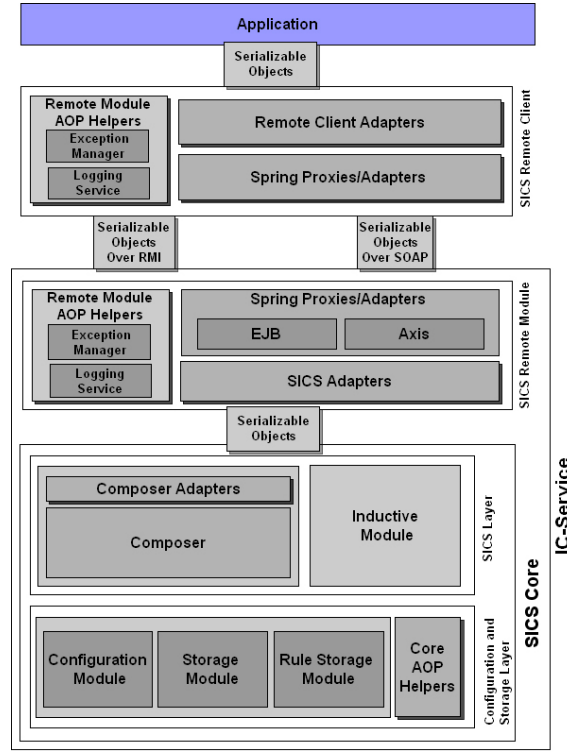 Application
Serializable
Objects
Remote Module
AOP Helpers
Exception
Manager
Logging
Service
Remote Client Adapters
Spring Proxies/Adapters
SICS Remote Client
Serializable
Objects
Over RMI
Serializable
Objects
Over SOAP
Remote Module
AOP Helpers
Exception
Manager
Logging
Service
Spring Proxies/Adapters
EJB
Axis
SICS Adapters
SICS Remote Module
Serializable
Objects
Composer Adapters
Composer
Inductive
Module
SICS Layer
Configuration
Module
Storage
Module
Rule Storage
Module
Core
AOP
Helpers
Configuration and
Storage Layer
SICS Core
IC-Service